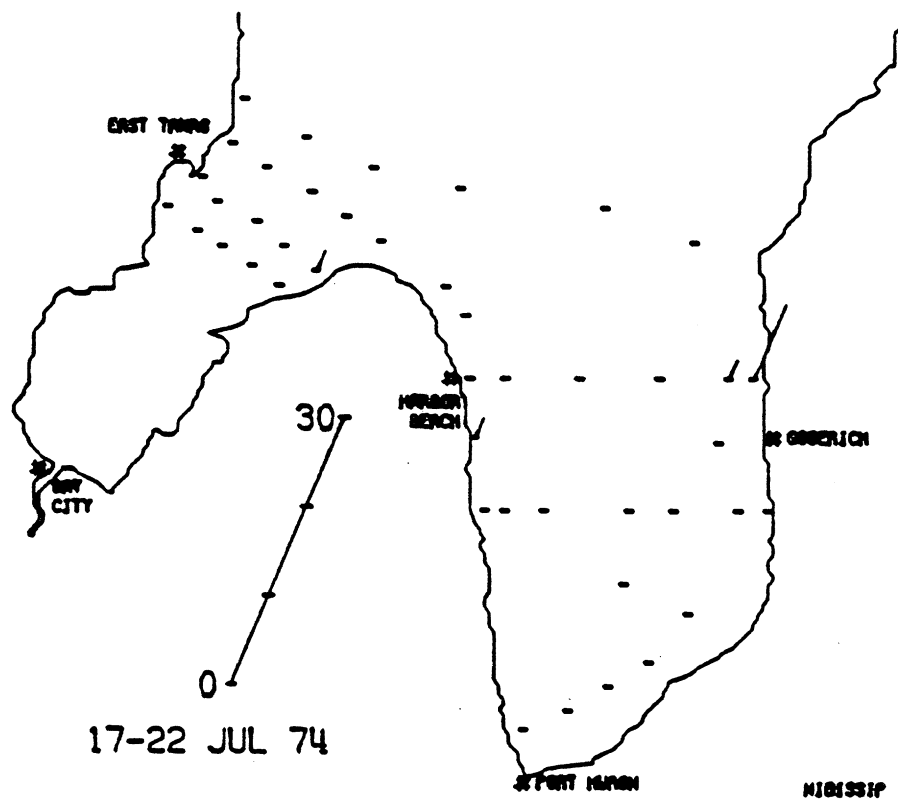 EAST TAWAS
30
HARBOR
BEACH
GODERICH
BAY
CITY
0
17-22 JUL 74
PORT HURON